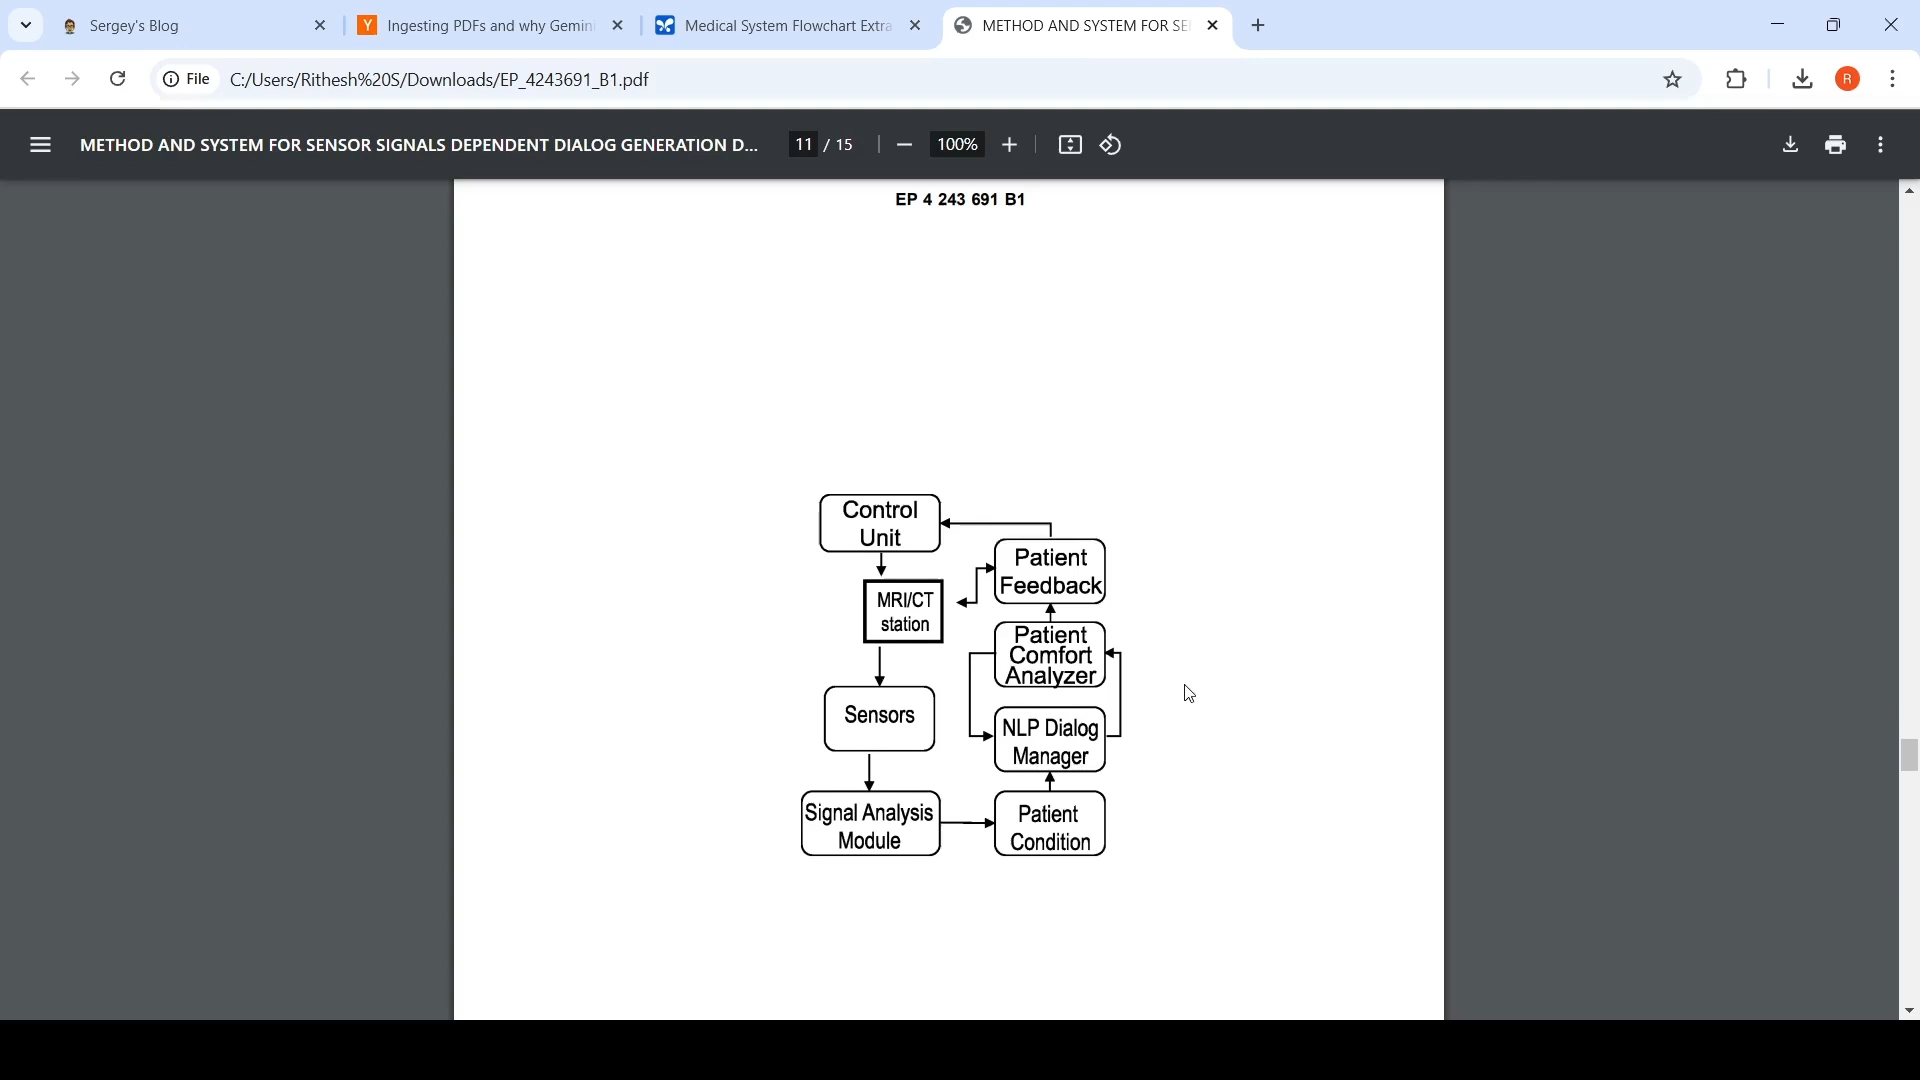 Sergey's Blog
Ingesting PDFs and why Gemini
Medical System Flowchart Extra
METHOD AND SYSTEM FOR SE
File
C:/Users/Rithesh%20S/Downloads/EP_4243691_B1.pdf
R
METHOD AND SYSTEM FOR SENSOR SIGNALS DEPENDENT DIALOG GENERATION D...
11 / 15
100%
EP 4 243 691 B1
Control
Unit
Patient
Feedback
MRI/CT
station
Patient
Comfort
Analyzer
Sensors
NLP Dialog
Manager
Signal Analysis
Module
Patient
Condition